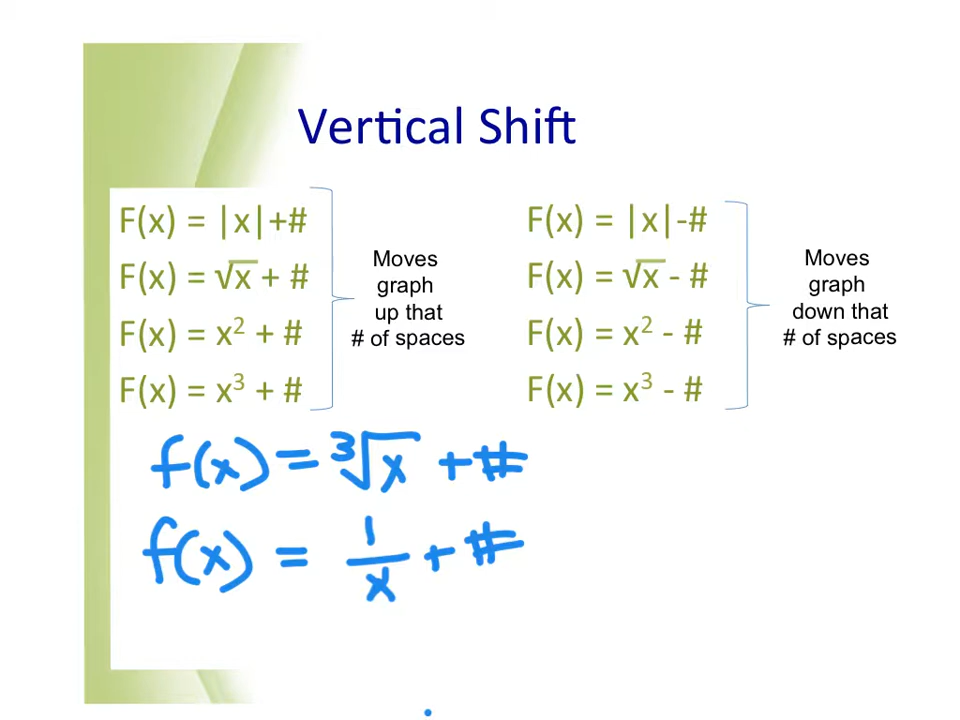 Vertical Shift
F(x) = |x|+#
F(x) = √x + #
F(x) = x² + #
F(x) = x³ + #
Moves
graph
up that
# of spaces
F(x) = |x|-#
F(x) = √x - #
F(x) = x² - #
F(x) = x³ - #
Moves
graph
down that
# of spaces
f(x) = ³√x + #
f(x) = 1/x + #